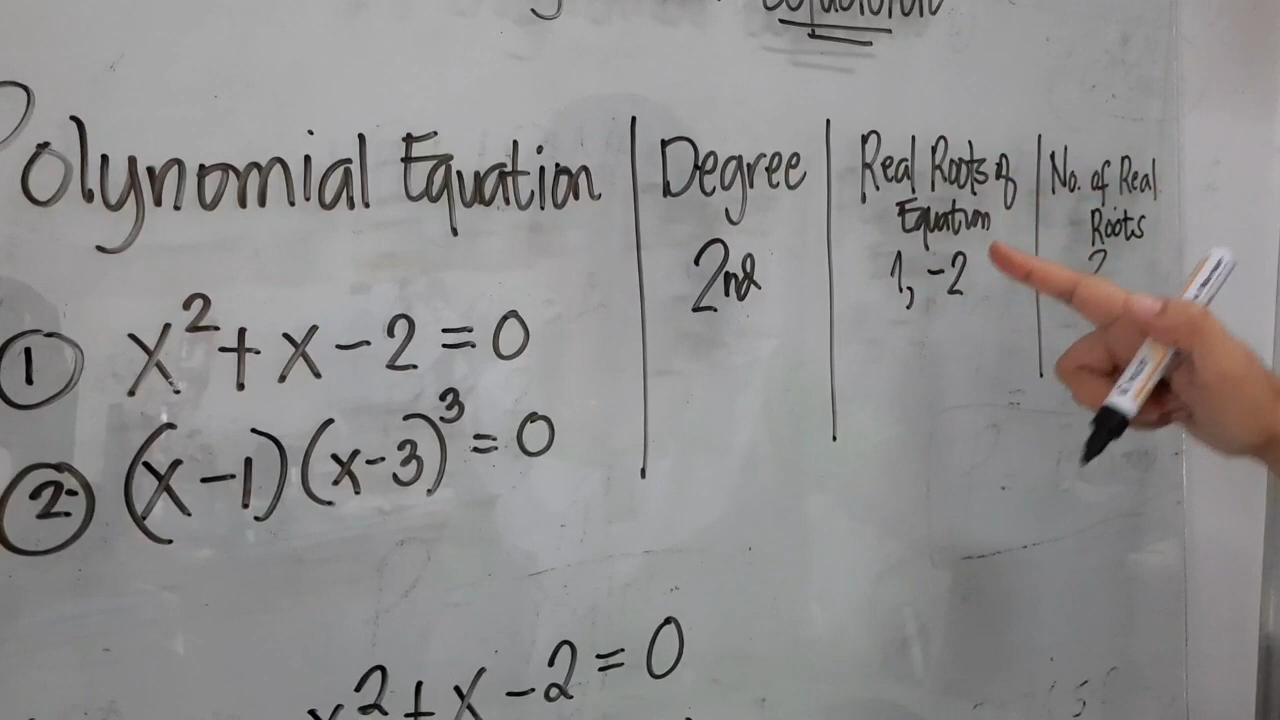 Polynomial Equation | Degree | Real Roots of Equation | No. of Real Roots
2nd 1, -2 2
① x² + x - 2 = 0
② (x - 1)(x - 3)³ = 0
x² + x - 2 = 0